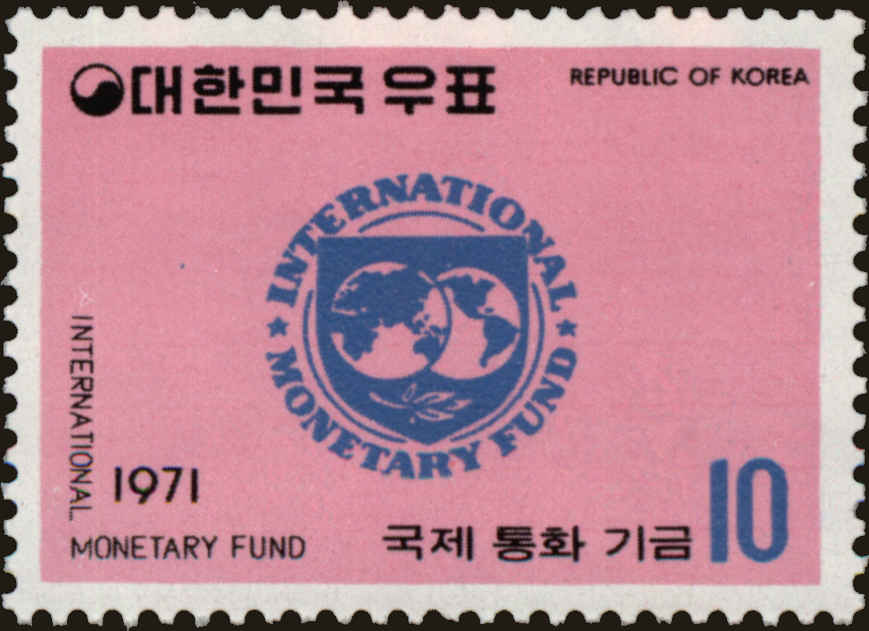 대한민국우표
REPUBLIC OF KOREA
INTERNATIONAL
MONETARY FUND
INTERNATIONAL
1971
MONETARY FUND
국제 통화 기금
10